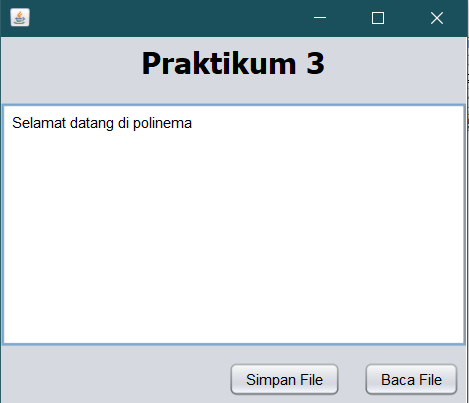 Praktikum 3
Selamat datang di polinema
Simpan File
Baca File